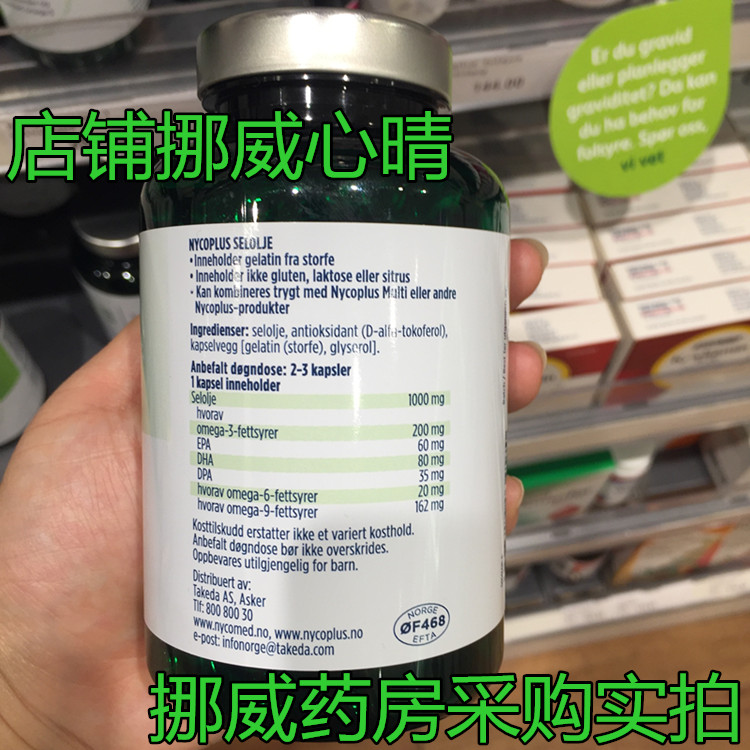 Er du gravid
eller planlegger
graviditet? Da kan
du ha behov for
folsyre. Spør oss,
vi vet
144.00
店铺挪威心晴
NYCOPLUS SELOLJE
• Inneholder gelatin fra storfe
• Inneholder ikke gluten, laktose eller sitrus
• Kan kombineres trygt med Nycoplus Multi eller andre
Nycoplus-produkter
Ingredienser: selolje, antioksidant (D-alfa-tokoferol),
kapselvegg [gelatin (storfe), glyserol].
Anbefalt døgndose: 2-3 kapsler
1 kapsel inneholder
Selolje 1000 mg
hvorav
omega-3-fettsyrer 200 mg
EPA 60 mg
DHA 80 mg
DPA 35 mg
hvorav omega-6-fettsyrer 20 mg
hvorav omega-9-fettsyrer 162 mg
Kosttilskudd erstatter ikke et variert kosthold.
Anbefalt døgndose bør ikke overskrides.
Oppbevares utilgjengelig for barn.
Distribuert av:
Takeda AS, Asker
Tlf: 800 800 30
www.nycomed.no, www.nycoplus.no
e-post: infonorge@takeda.com
NORGE
ØF468
EFTA
挪威药房采购实拍